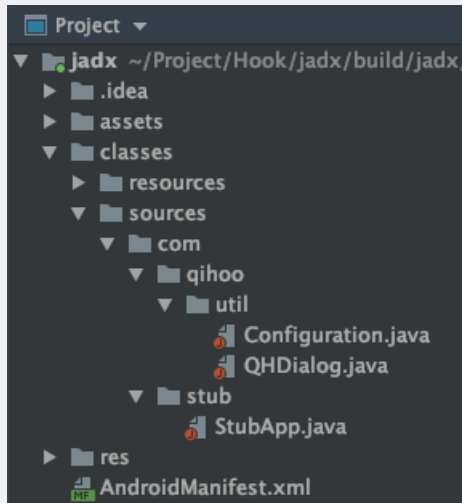 Project
jadx ~/Project/Hook/jadx/build/jadx/
.idea
assets
classes
resources
sources
com
qihoo
util
Configuration.java
QHDialog.java
stub
StubApp.java
res
MF AndroidManifest.xml